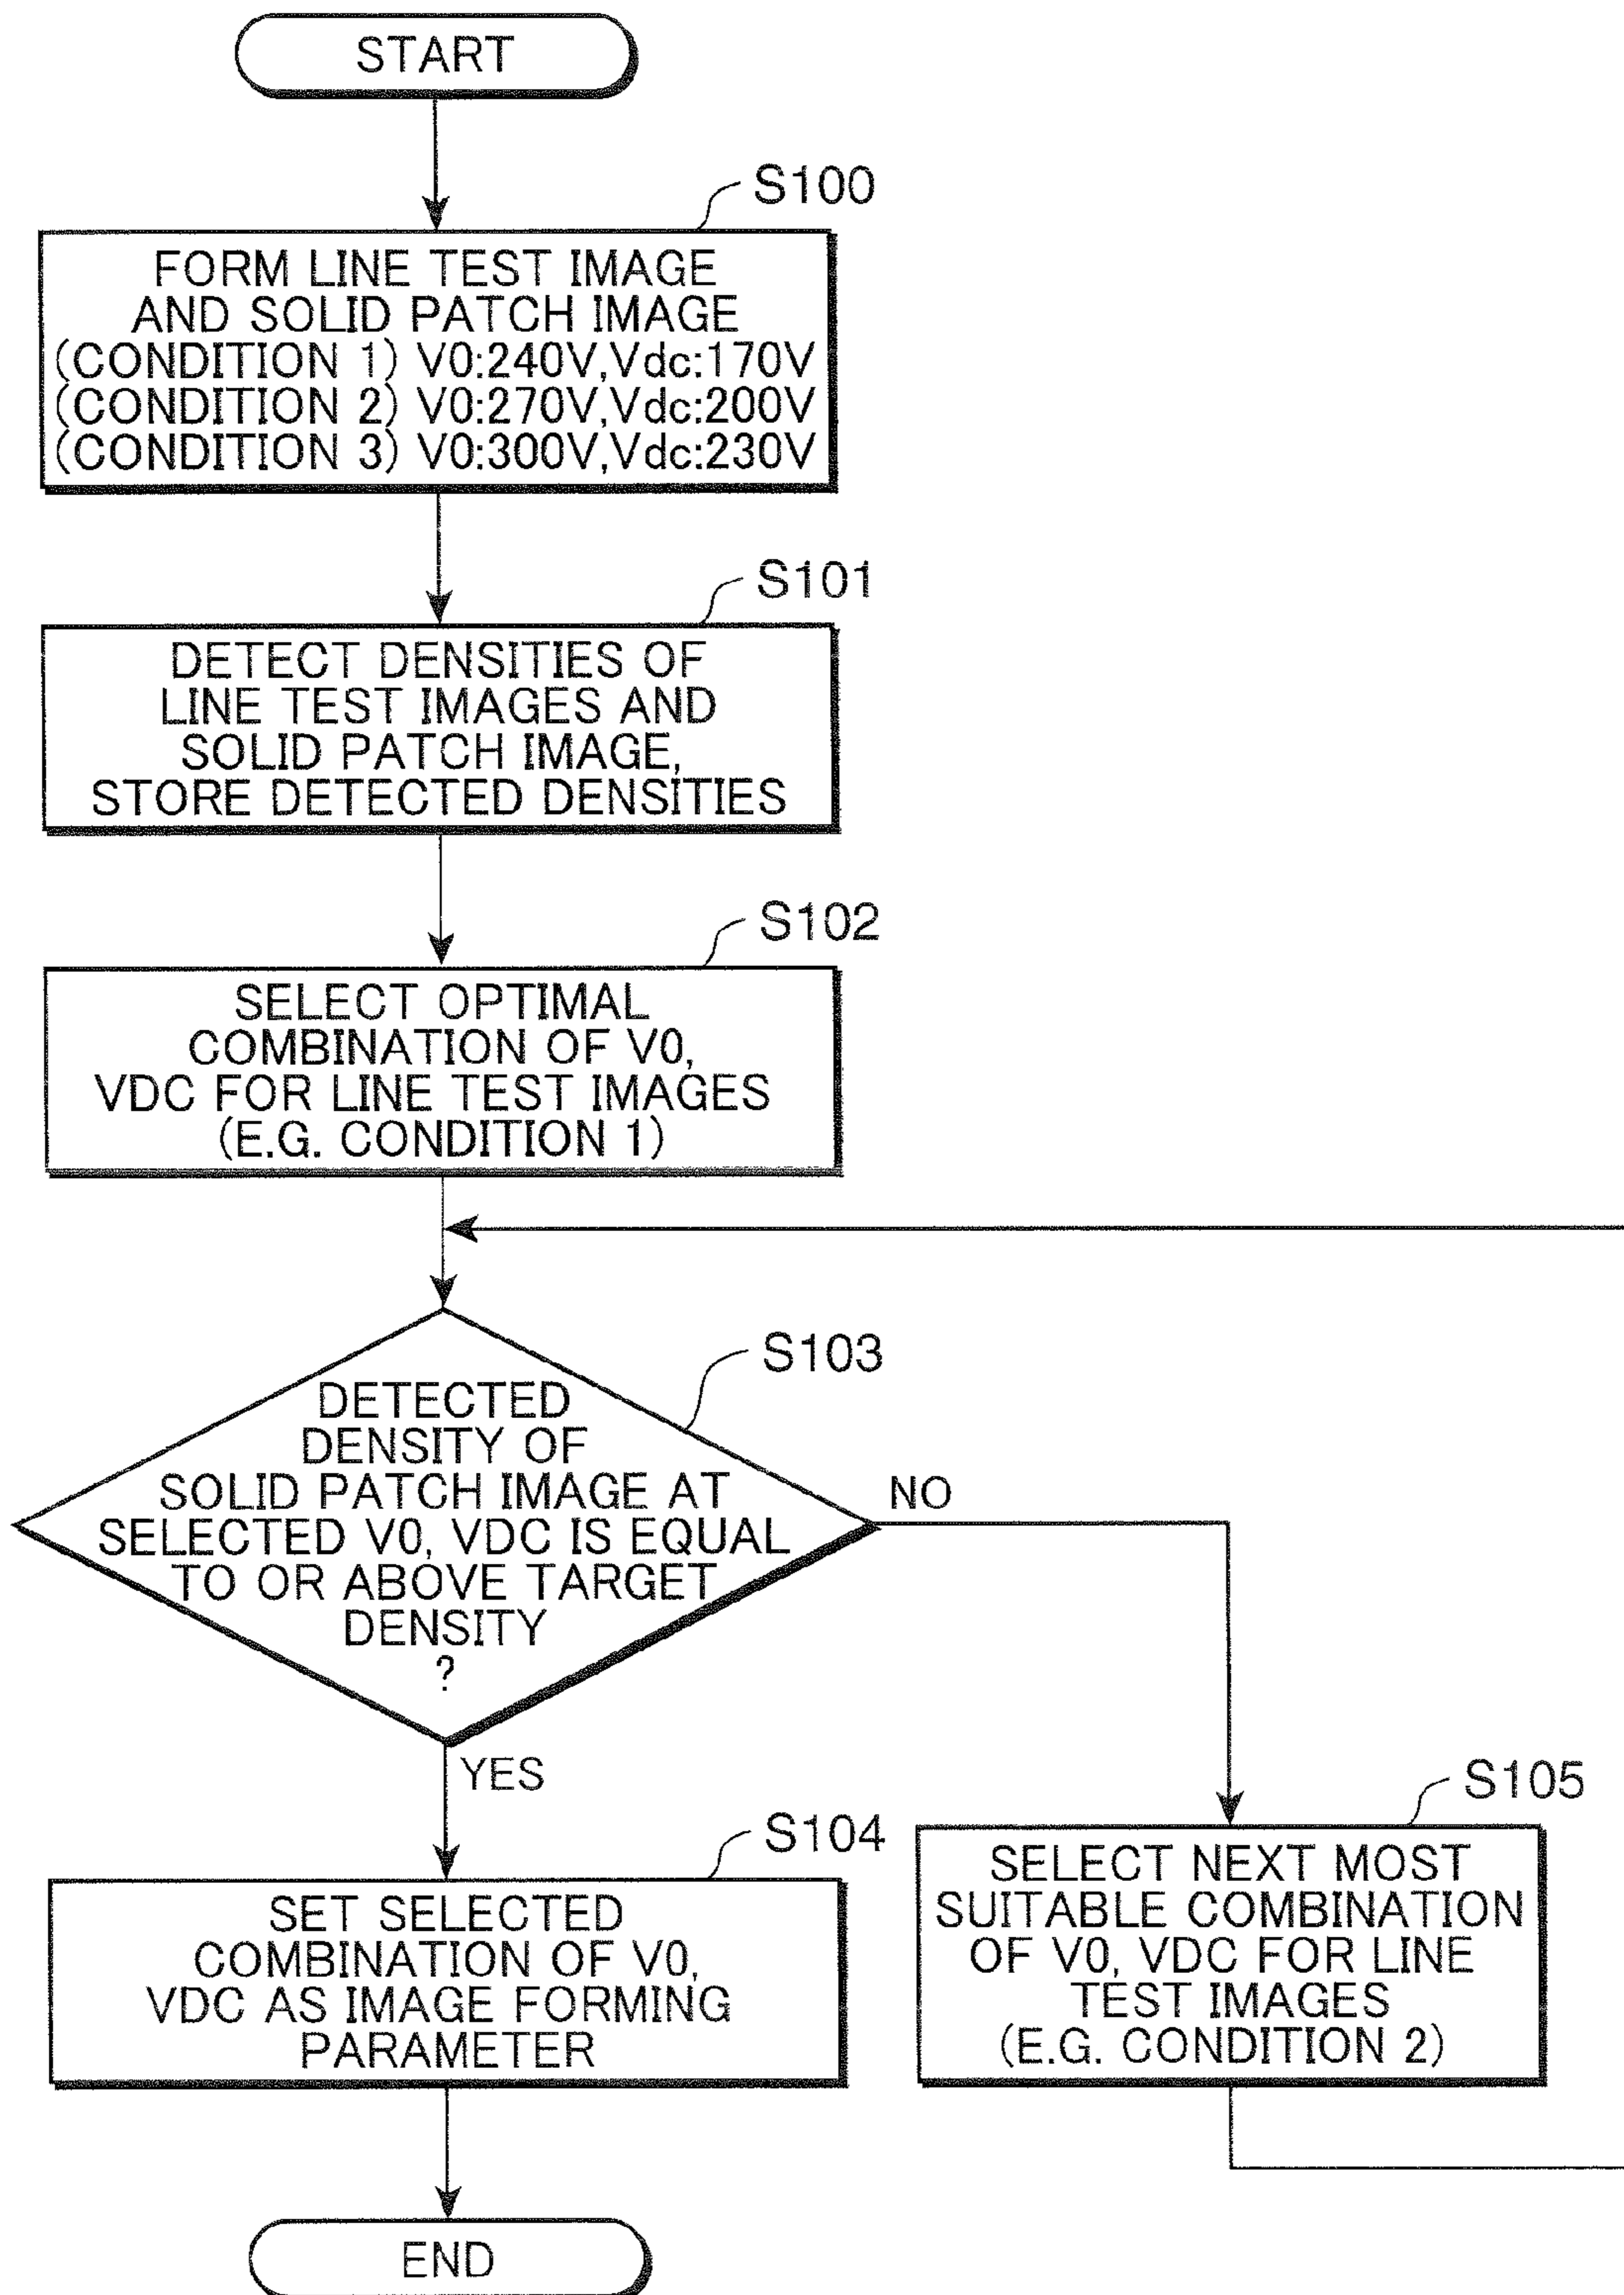 START
S100
FORM LINE TEST IMAGE
AND SOLID PATCH IMAGE
(CONDITION 1) V0:240V,Vdc:170V
(CONDITION 2) V0:270V,Vdc:200V
(CONDITION 3) V0:300V,Vdc:230V
S101
DETECT DENSITIES OF
LINE TEST IMAGES AND
SOLID PATCH IMAGE,
STORE DETECTED DENSITIES
S102
SELECT OPTIMAL
COMBINATION OF V0,
VDC FOR LINE TEST IMAGES
(E.G. CONDITION 1)
S103
DETECTED
DENSITY OF
SOLID PATCH IMAGE AT
SELECTED V0, VDC IS EQUAL
TO OR ABOVE TARGET
DENSITY
?
NO
YES
S104
SET SELECTED
COMBINATION OF V0,
VDC AS IMAGE FORMING
PARAMETER
S105
SELECT NEXT MOST
SUITABLE COMBINATION
OF V0, VDC FOR LINE
TEST IMAGES
(E.G. CONDITION 2)
END